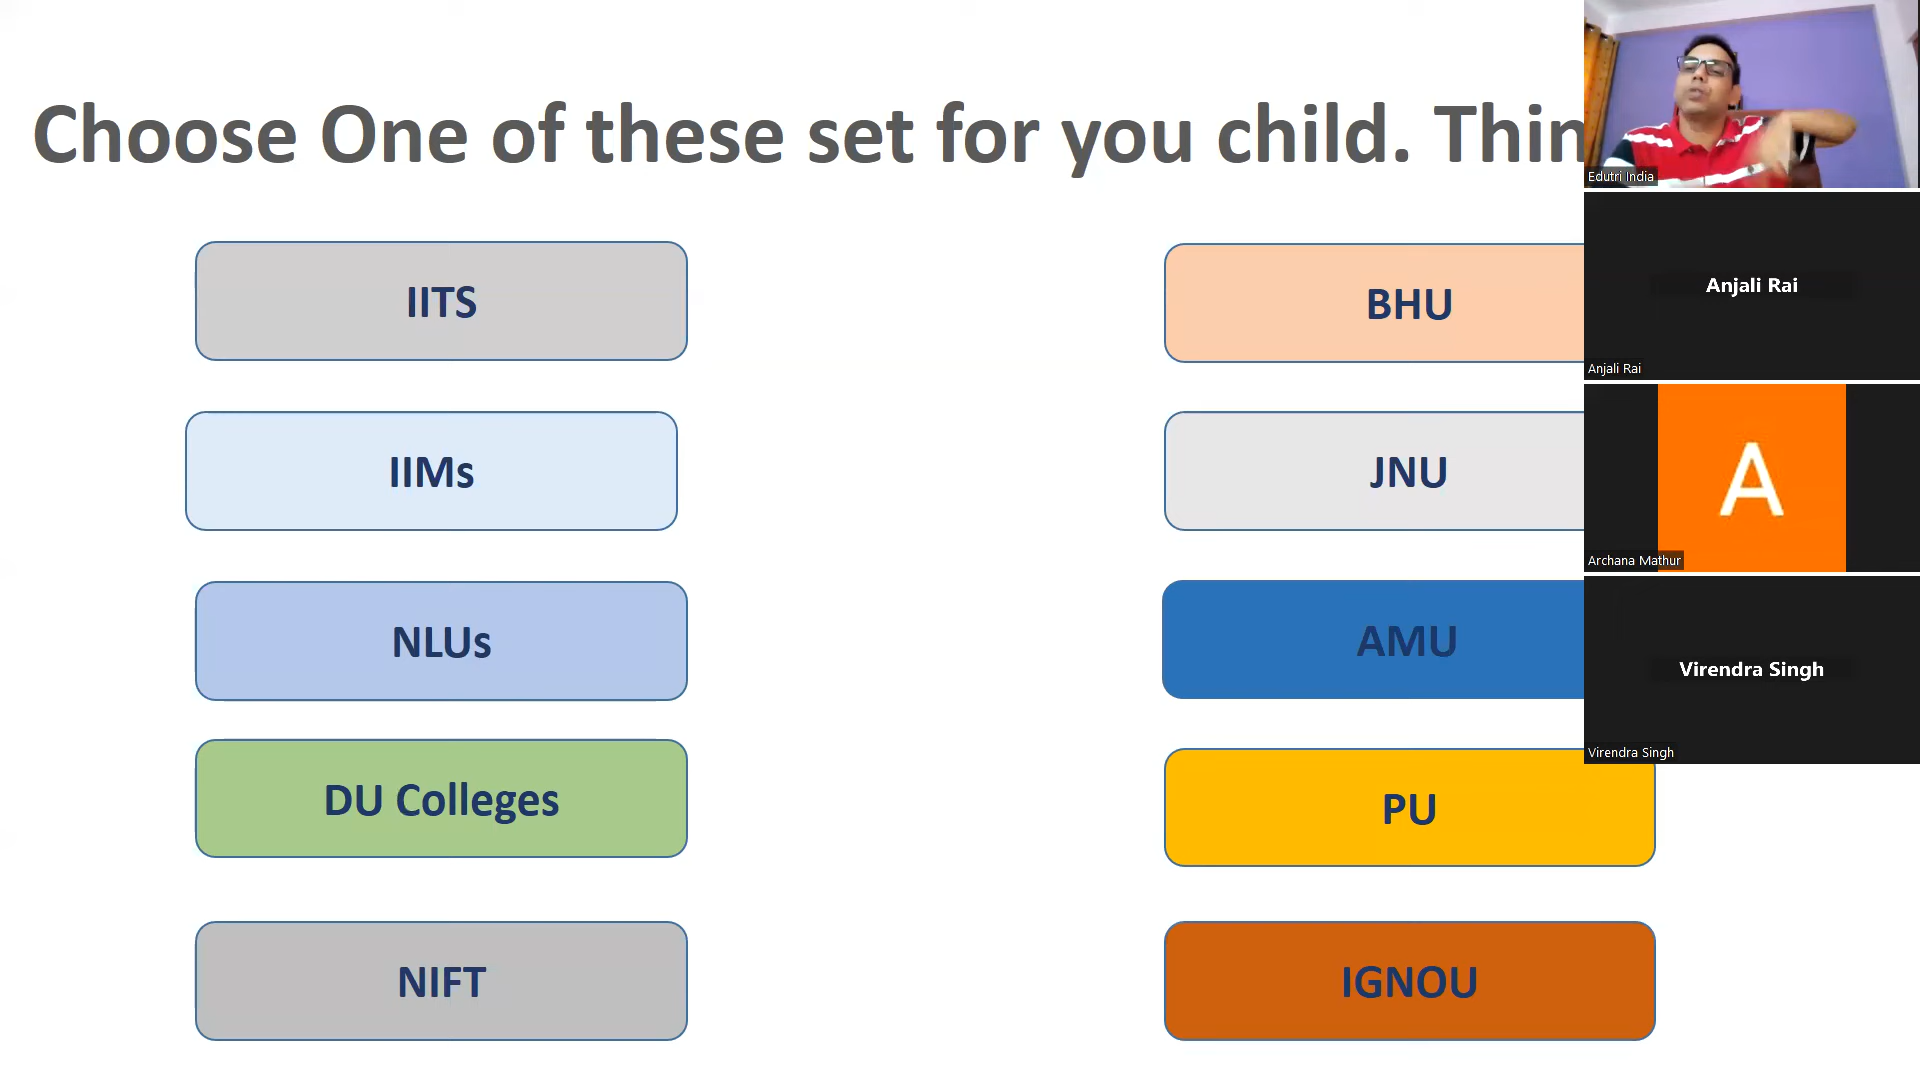 Choose One of these set for you child. Thin
IITS
IIMs
NLUs
DU Colleges
NIFT
BHU
JNU
AMU
PU
IGNOU
Edutri India
Anjali Rai
Anjali Rai
A
Archana Mathur
Virendra Singh
Virendra Singh